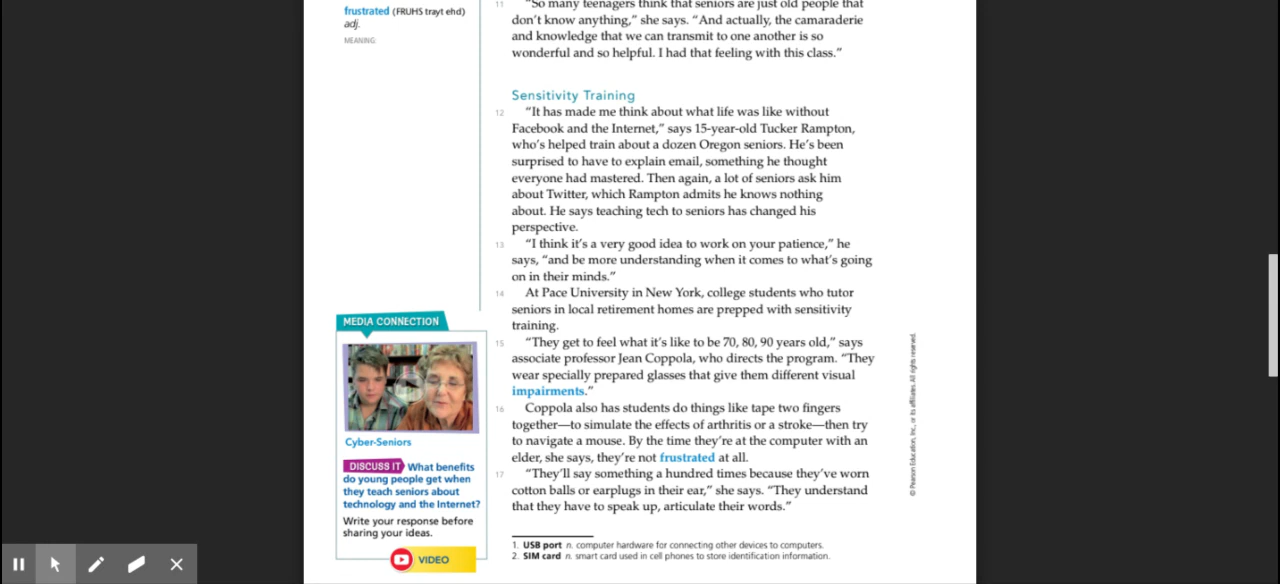 frustrated (FRUHS trayt ehd)
adj.
MEANING:
11 "So many teenagers think that seniors are just old people that
don't know anything," she says. "And actually, the camaraderie
and knowledge that we can transmit to one another is so
wonderful and so helpful. I had that feeling with this class."
Sensitivity Training
12 "It has made me think about what life was like without
Facebook and the Internet," says 15-year-old Tucker Rampton,
who's helped train about a dozen Oregon seniors. He's been
surprised to have to explain email, something he thought
everyone had mastered. Then again, a lot of seniors ask him
about Twitter, which Rampton admits he knows nothing
about. He says teaching tech to seniors has changed his
perspective.
13 "I think it's a very good idea to work on your patience," he
says, "and be more understanding when it comes to what's going
on in their minds."
14 At Pace University in New York, college students who tutor
seniors in local retirement homes are prepped with sensitivity
training.
15 "They get to feel what it's like to be 70, 80, 90 years old," says
associate professor Jean Coppola, who directs the program. "They
wear specially prepared glasses that give them different visual
impairments."
16 Coppola also has students do things like tape two fingers
together—to simulate the effects of arthritis or a stroke—then try
to navigate a mouse. By the time they're at the computer with an
elder, she says, they're not frustrated at all.
17 "They'll say something a hundred times because they've worn
cotton balls or earplugs in their ear," she says. "They understand
that they have to speak up, articulate their words."
1. USB port n. computer hardware for connecting other devices to computers.
2. SIM card n. smart card used in cell phones to store identification information.
MEDIA CONNECTION
Cyber-Seniors
DISCUSS IT What benefits
do young people get when
they teach seniors about
technology and the Internet?
Write your response before
sharing your ideas.
VIDEO
© Pearson Education, Inc., or its affiliates. All rights reserved.